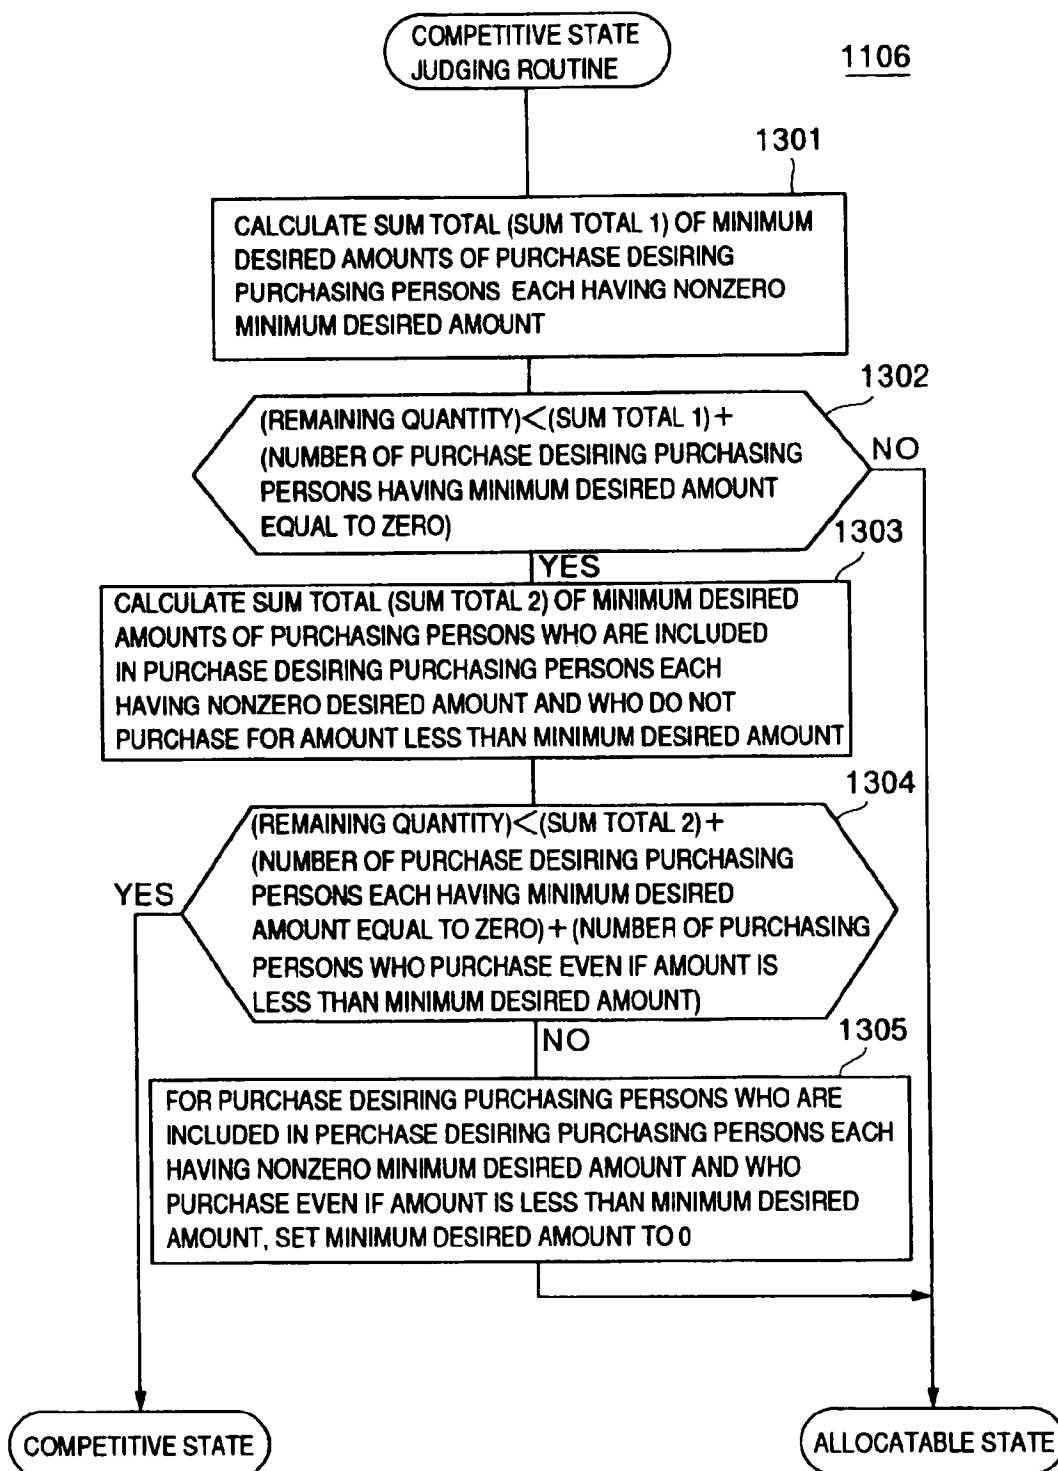 COMPETITIVE STATE
JUDGING ROUTINE
1106
1301
CALCULATE SUM TOTAL (SUM TOTAL 1) OF MINIMUM
DESIRED AMOUNTS OF PURCHASE DESIRING
PURCHASING PERSONS EACH HAVING NONZERO
MINIMUM DESIRED AMOUNT
1302
(REMAINING QUANTITY)<(SUM TOTAL 1)+
(NUMBER OF PURCHASE DESIRING PURCHASING
PERSONS HAVING MINIMUM DESIRED AMOUNT
EQUAL TO ZERO)
NO
YES
1303
CALCULATE SUM TOTAL (SUM TOTAL 2) OF MINIMUM DESIRED
AMOUNTS OF PURCHASING PERSONS WHO ARE INCLUDED
IN PURCHASE DESIRING PURCHASING PERSONS EACH
HAVING NONZERO DESIRED AMOUNT AND WHO DO NOT
PURCHASE FOR AMOUNT LESS THAN MINIMUM DESIRED AMOUNT
1304
(REMAINING QUANTITY)<(SUM TOTAL 2)+
(NUMBER OF PURCHASE DESIRING PURCHASING
PERSONS EACH HAVING MINIMUM DESIRED
AMOUNT EQUAL TO ZERO)+(NUMBER OF PURCHASING
PERSONS WHO PURCHASE EVEN IF AMOUNT IS
LESS THAN MINIMUM DESIRED AMOUNT)
YES
NO
1305
FOR PURCHASE DESIRING PURCHASING PERSONS WHO ARE
INCLUDED IN PERCHASE DESIRING PURCHASING PERSONS EACH
HAVING NONZERO MINIMUM DESIRED AMOUNT AND WHO
PURCHASE EVEN IF AMOUNT IS LESS THAN MINIMUM DESIRED
AMOUNT, SET MINIMUM DESIRED AMOUNT TO 0
COMPETITIVE STATE
ALLOCATABLE STATE